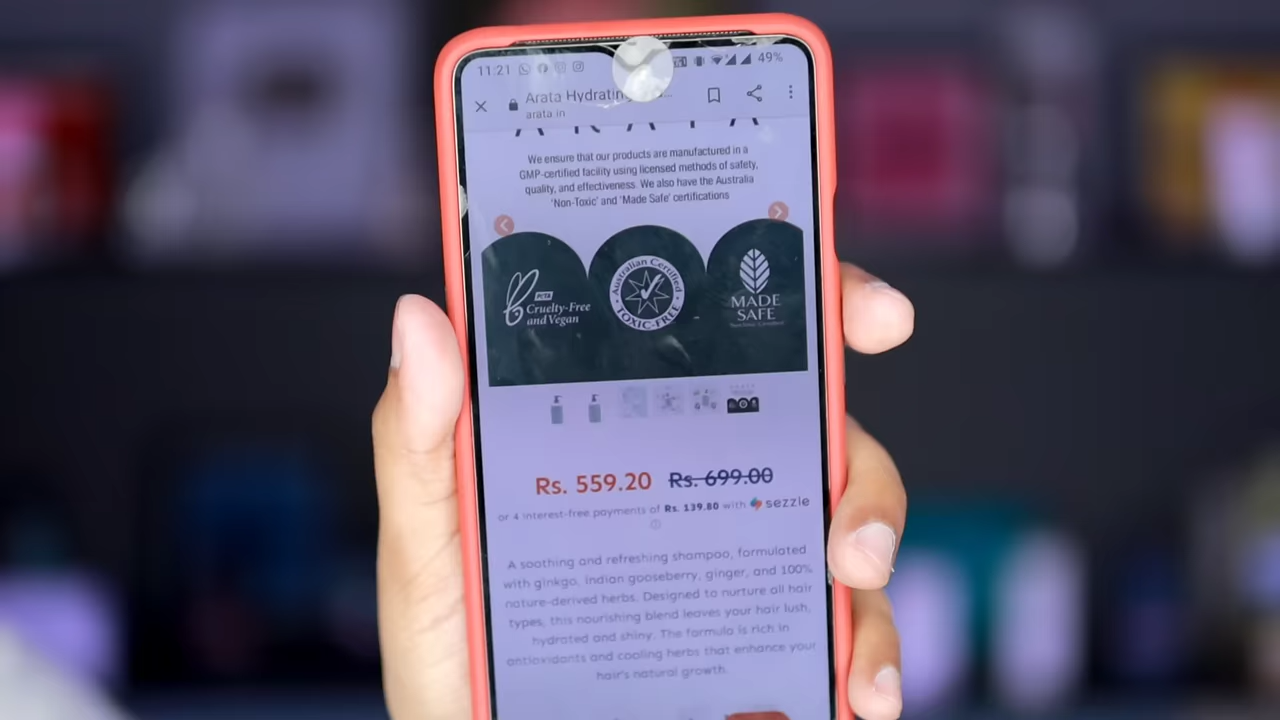 11:21
49%
Arata Hydratin
arata.in
ARATA
We ensure that our products are manufactured in a
GMP-certified facility using licensed methods of safety,
quality, and effectiveness. We also have the Australia
'Non-Toxic' and 'Made Safe' certifications
PETA
Cruelty-Free
and Vegan
Australian Certified
TOXIC-FREE
MADE
SAFE
Rs. 559.20 Rs. 699.00
or 4 interest-free payments of Rs. 139.80 with sezzle
A soothing and refreshing shampoo, formulated
with ginkgo, indian gooseberry, ginger, and 100%
nature-derived herbs. Designed to nurture all hair
types, this nourishing blend leaves your hair lush,
hydrated and shiny. The formula is rich in
antioxidants and cooling herbs that enhance your
hair's natural growth.